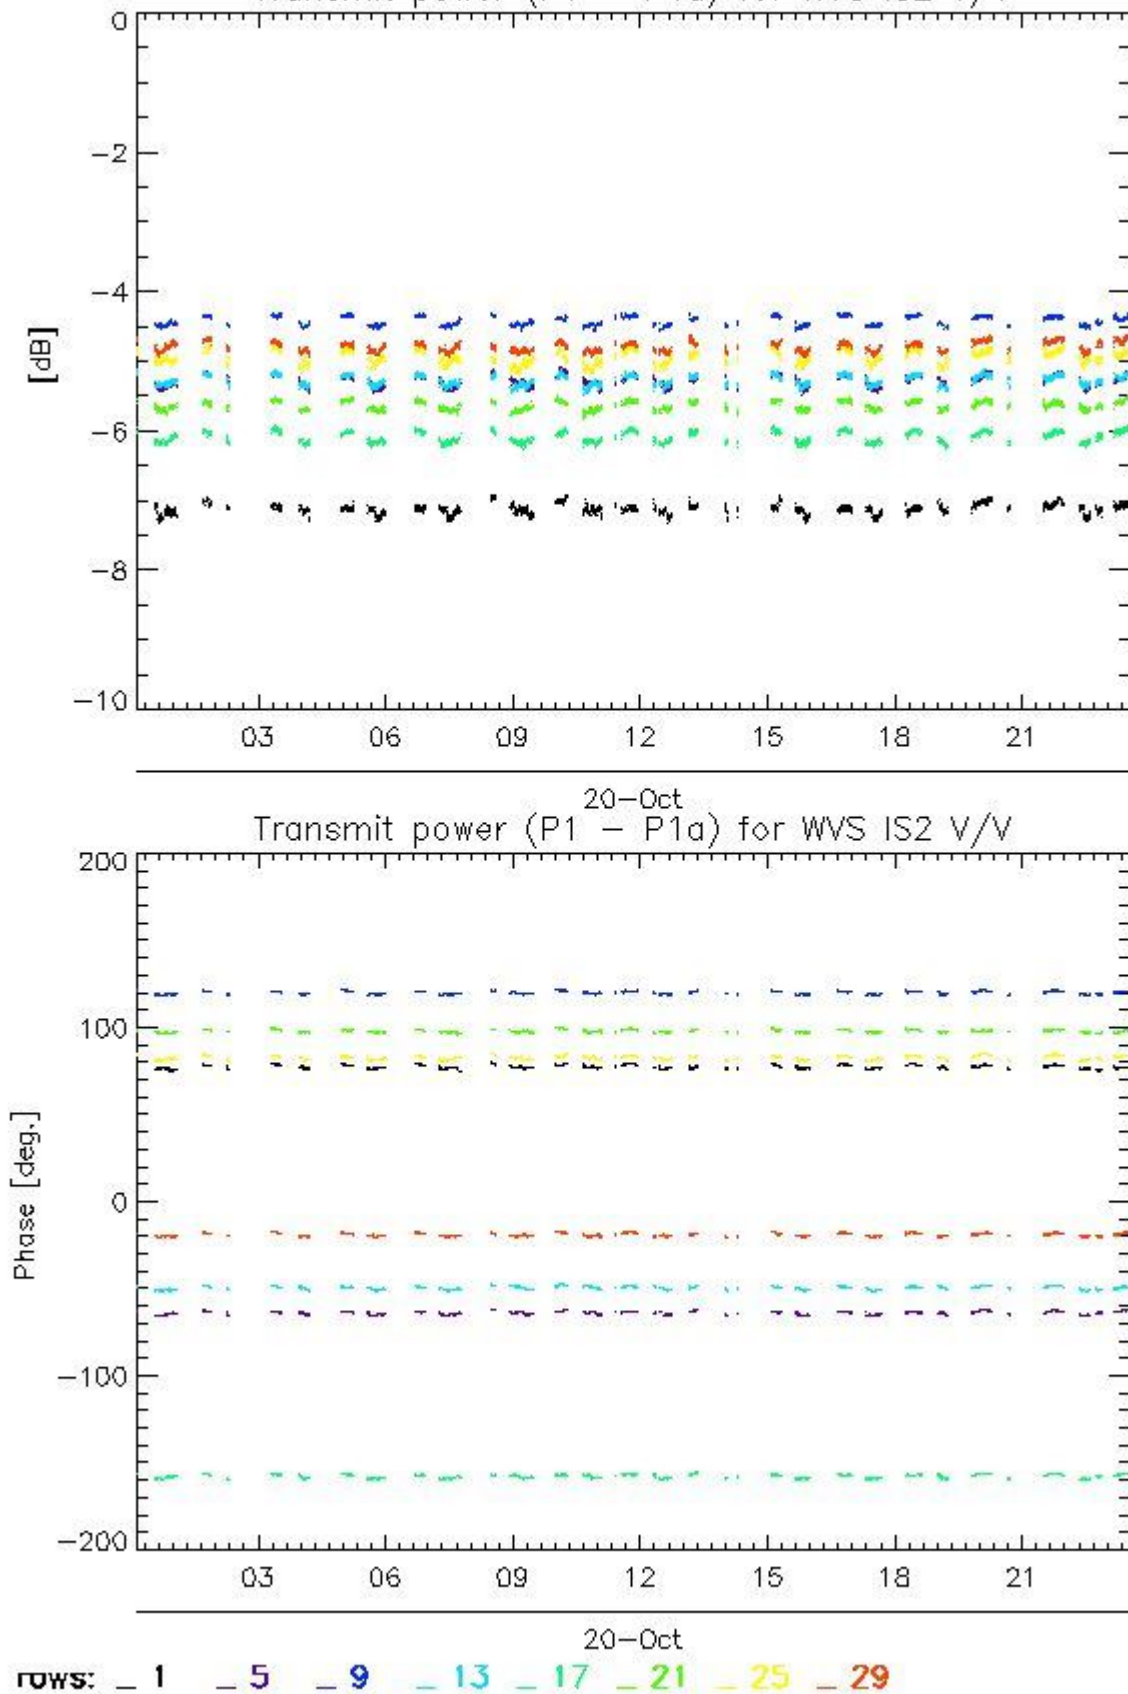 0
-2
-4
[dB]
-6
-8
-10
03 06 09 12 15 18 21
20-Oct
Transmit power (P1 - P1a) for WVS IS2 V/V
200
100
0
Phase [deg.]
-100
-200
03 06 09 12 15 18 21
20-Oct
rows: _ 1 _ 5 _ 9 _ 13 _ 17 _ 21 _ 25 _ 29